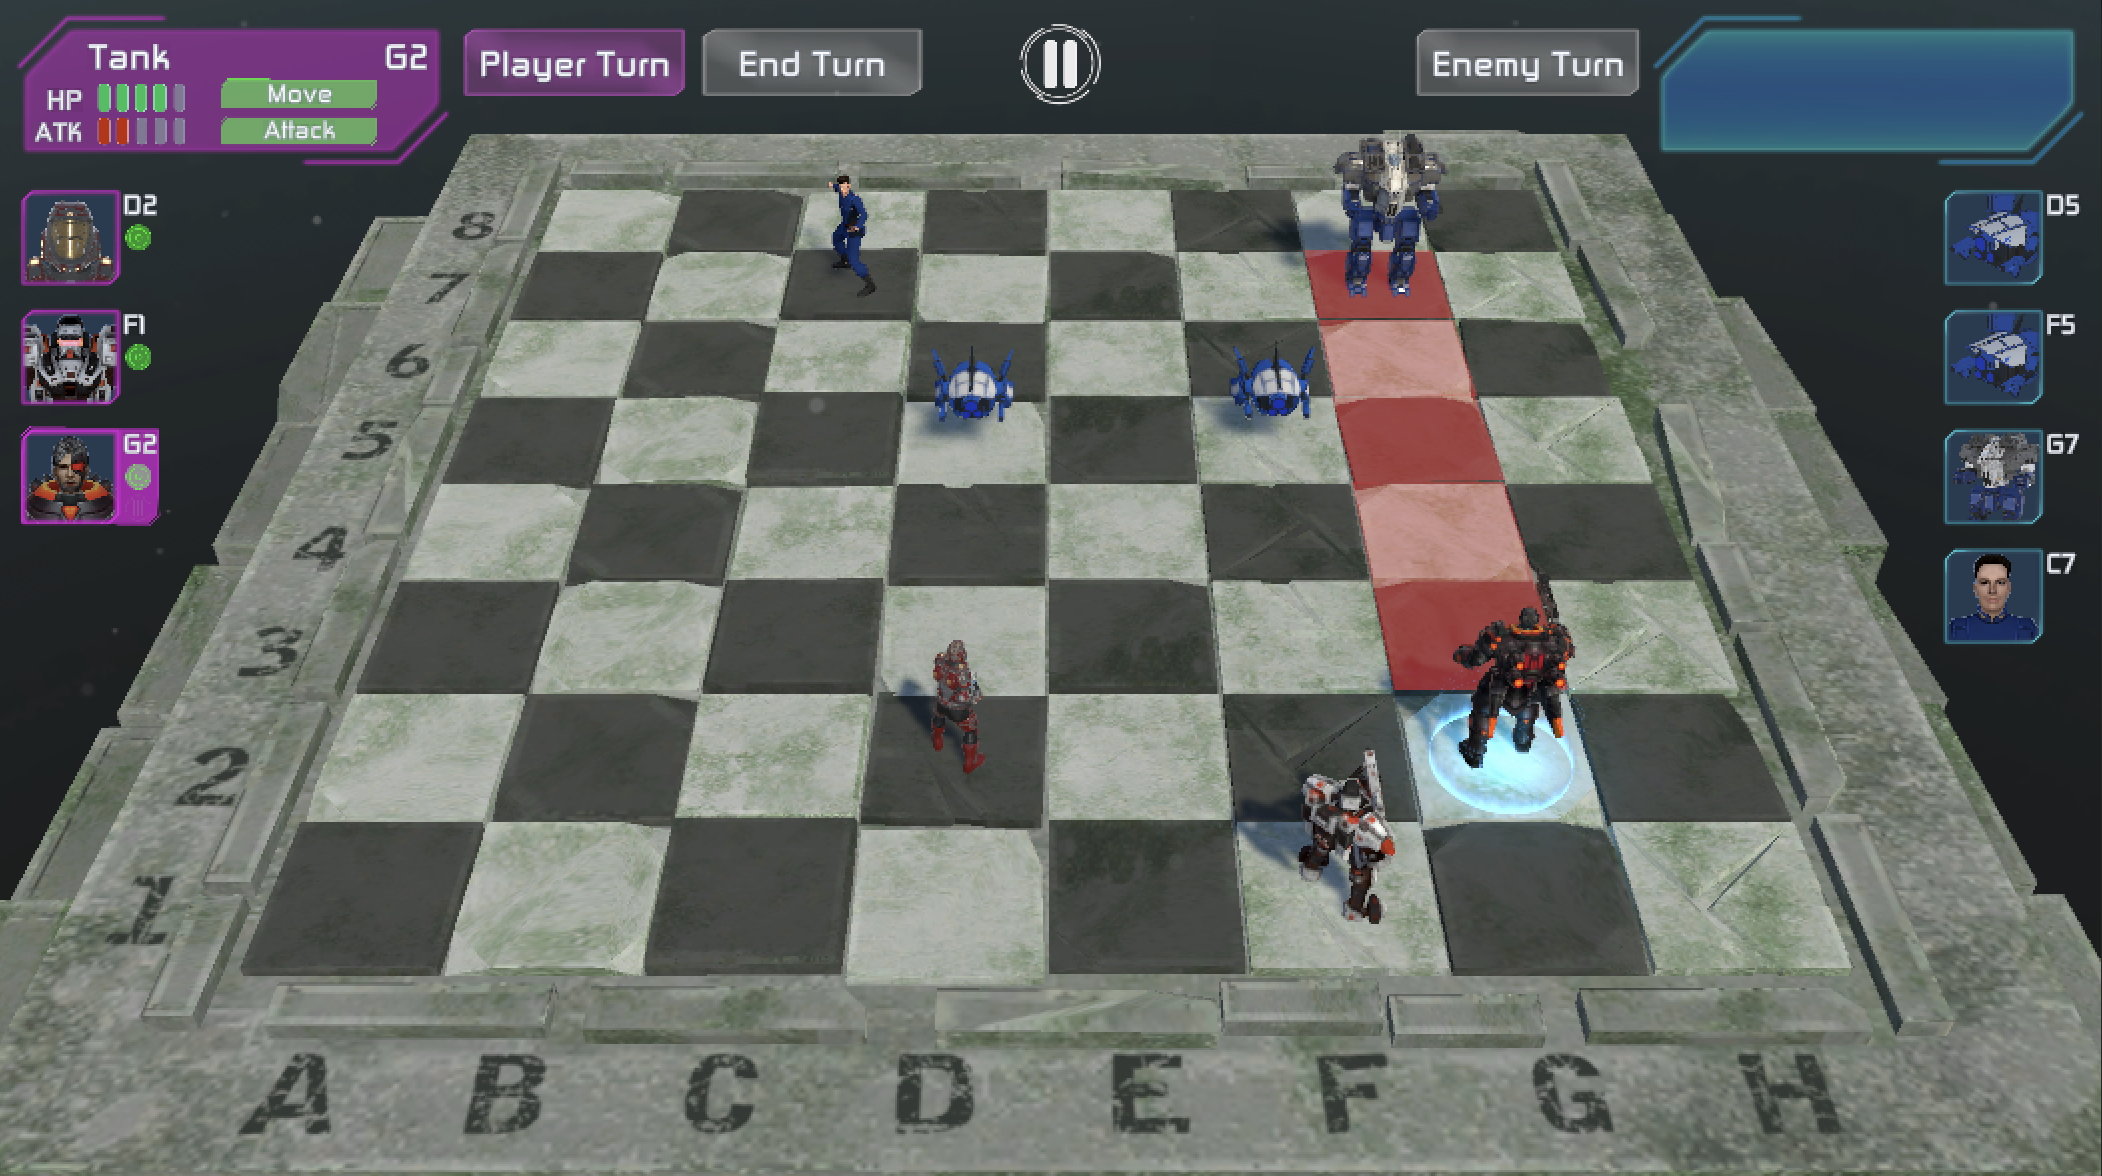 Tank G2
HP Move
ATK Attack
Player Turn
End Turn
Enemy Turn
D2
F1
G2
D5
F5
G7
C7
8
7
6
5
4
3
2
1
A B C D E F G H